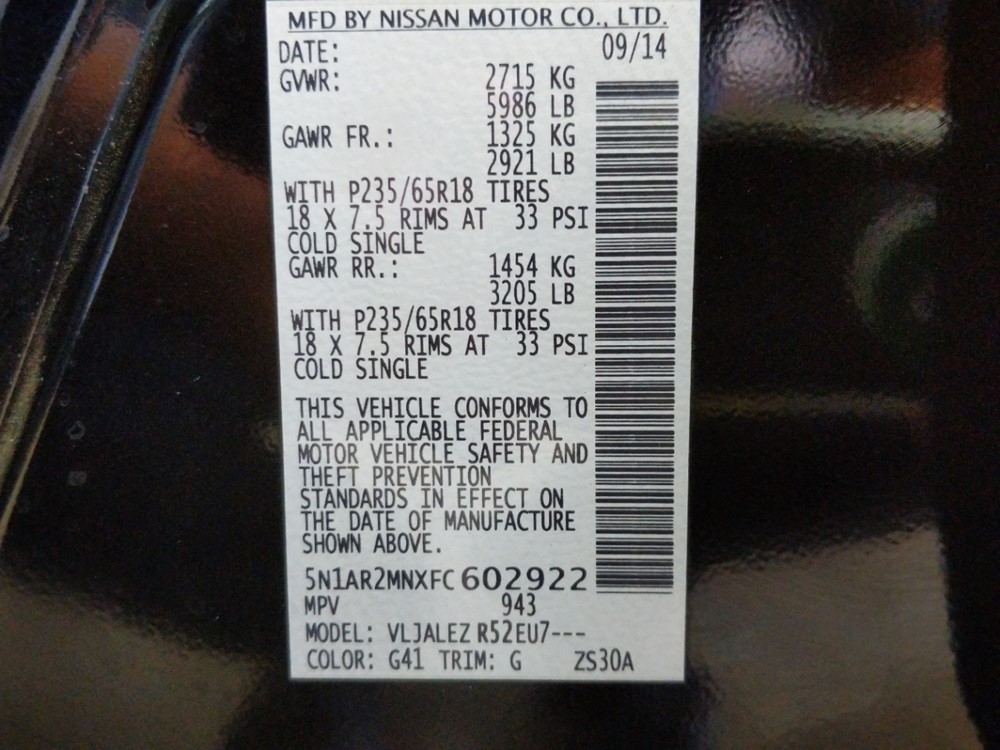 MFD BY NISSAN MOTOR CO., LTD.
DATE: 09/14
GVWR: 2715 KG
5986 LB
GAWR FR.: 1325 KG
2921 LB
WITH P235/65R18 TIRES
18 X 7.5 RIMS AT 33 PSI
COLD SINGLE
GAWR RR.: 1454 KG
3205 LB
WITH P235/65R18 TIRES
18 X 7.5 RIMS AT 33 PSI
COLD SINGLE
THIS VEHICLE CONFORMS TO
ALL APPLICABLE FEDERAL
MOTOR VEHICLE SAFETY AND
THEFT PREVENTION
STANDARDS IN EFFECT ON
THE DATE OF MANUFACTURE
SHOWN ABOVE.
5N1AR2MNXFC 602922
MPV 943
MODEL: VLJALEZ R52EU7---
COLOR: G41 TRIM: G ZS30A